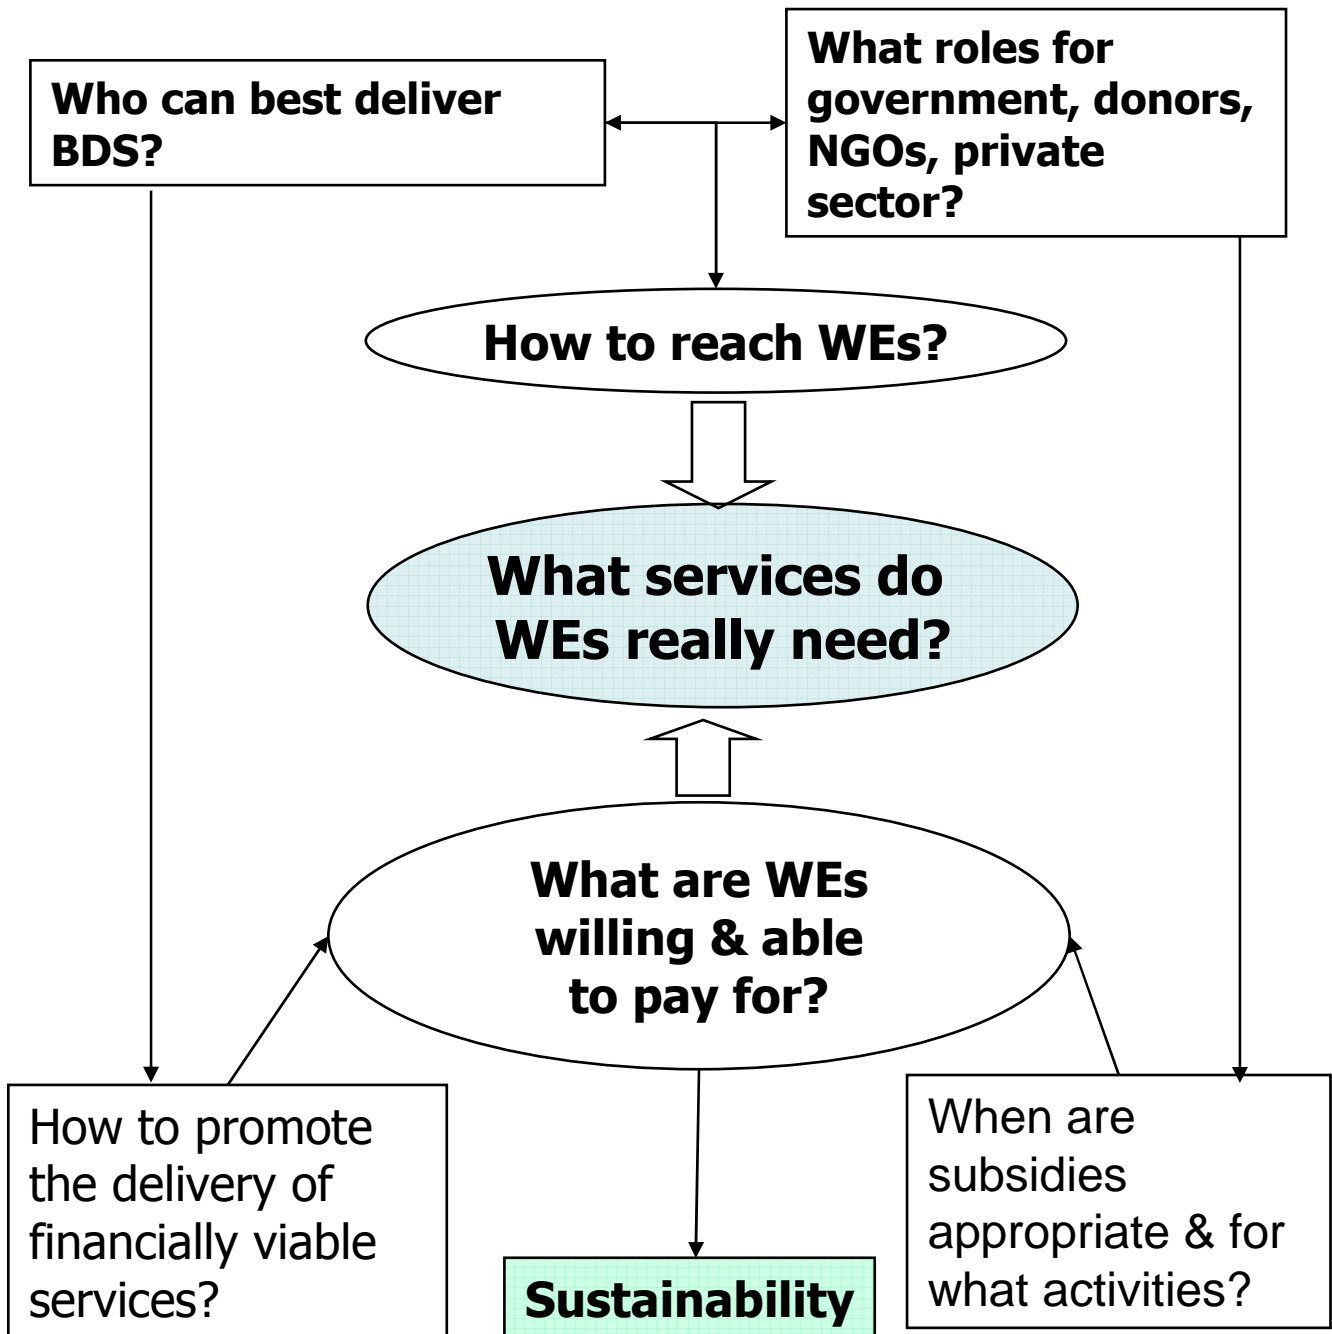 Who can best deliver
BDS?
What roles for
government, donors,
NGOs, private
sector?
How to reach WEs?
What services do
WEs really need?
What are WEs
willing & able
to pay for?
How to promote
the delivery of
financially viable
services?
Sustainability
When are
subsidies
appropriate & for
what activities?